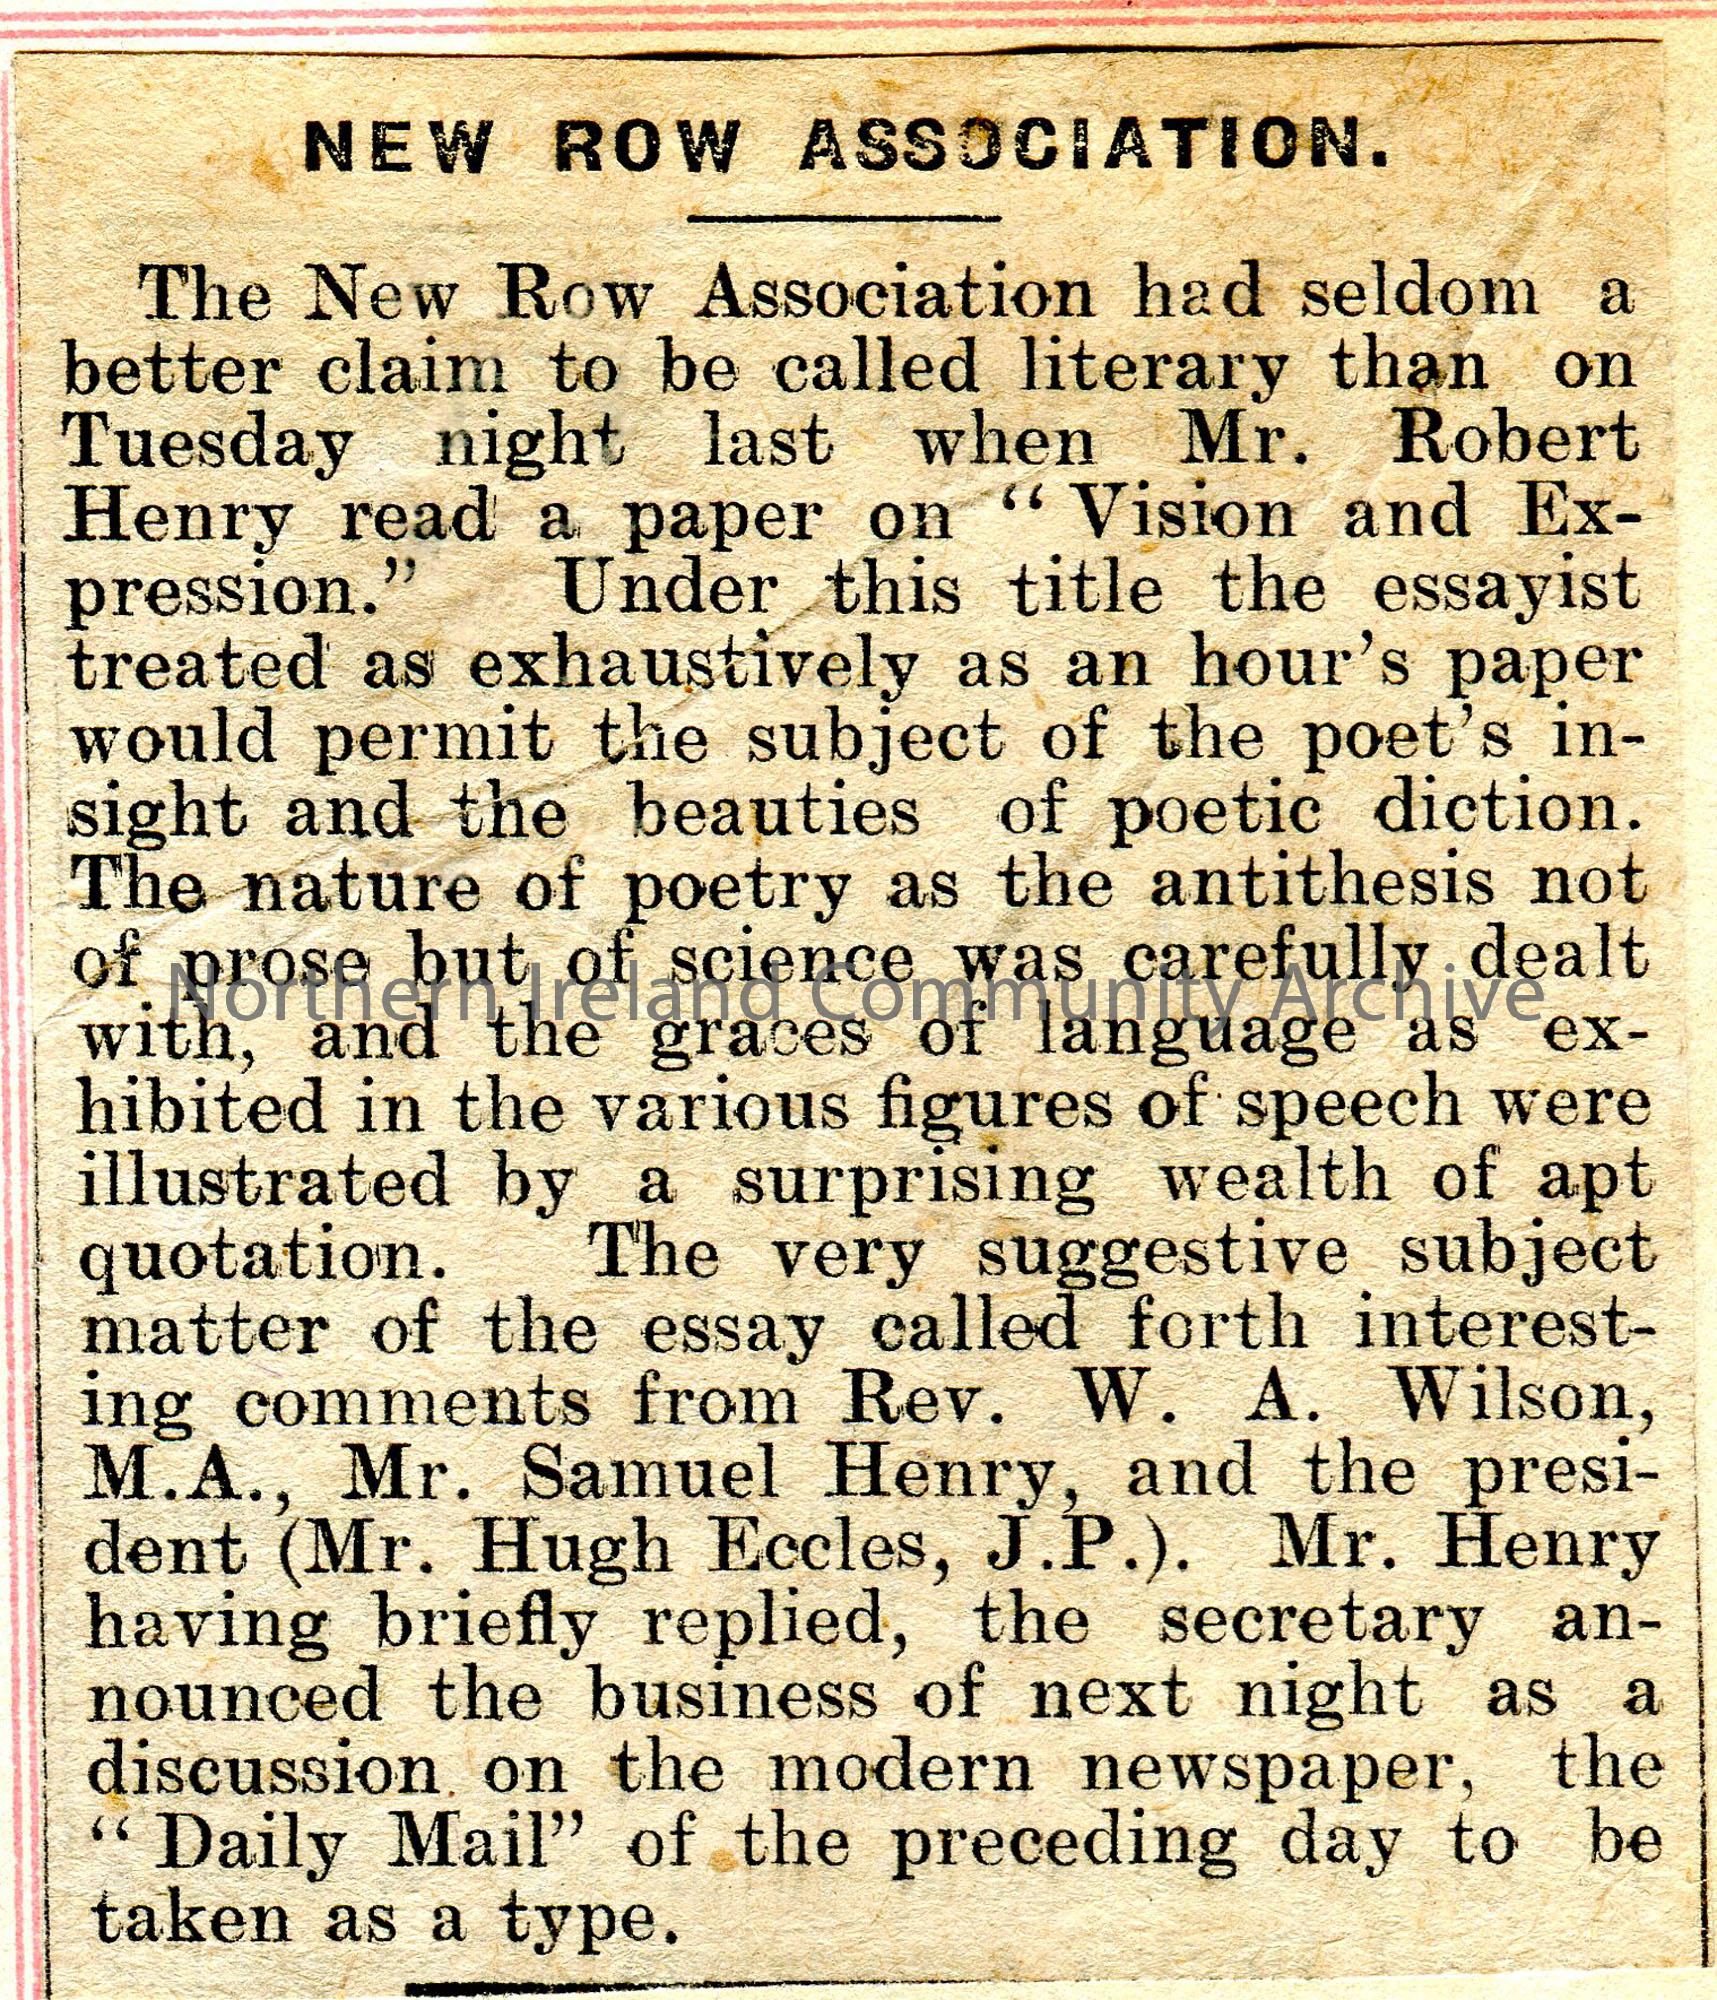 NEW ROW ASSOCIATION.
The New Row Association had seldom a
better claim to be called literary than on
Tuesday night last when Mr. Robert
Henry read a paper on "Vision and Ex-
pression." Under this title the essayist
treated as exhaustively as an hour's paper
would permit the subject of the poet's in-
sight and the beauties of poetic diction.
The nature of poetry as the antithesis not
of prose but of science was carefully dealt
Northern Ireland Community Archive
with, and the graces of language as ex-
hibited in the various figures of speech were
illustrated by a surprising wealth of apt
quotation. The very suggestive subject
matter of the essay called forth interest-
ing comments from Rev. W. A. Wilson,
M.A., Mr. Samuel Henry, and the presi-
dent (Mr. Hugh Eccles, J.P.). Mr. Henry
having briefly replied, the secretary an-
nounced the business of next night as a
discussion on the modern newspaper, the
"Daily Mail" of the preceding day to be
taken as a type.